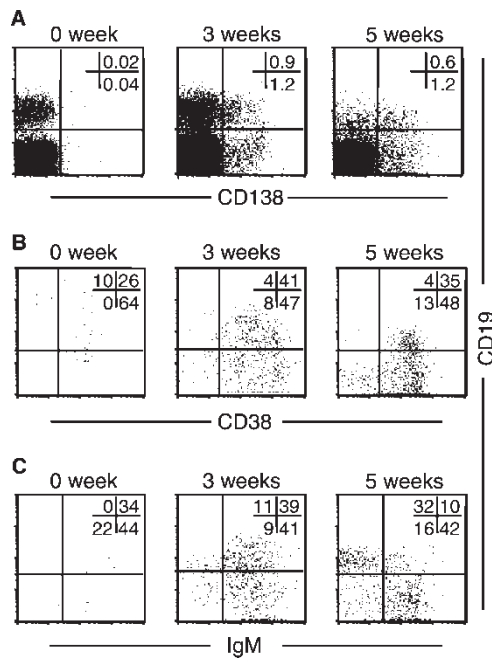 A
0 week 3 weeks 5 weeks
0.02 0.9 0.6
0.04 1.2 1.2
CD138
B
0 week 3 weeks 5 weeks
10 26 4 41 4 35
0 64 8 47 13 48
CD38
C
0 week 3 weeks 5 weeks
0 34 11 39 32 10
22 44 9 41 16 42
IgM
CD19